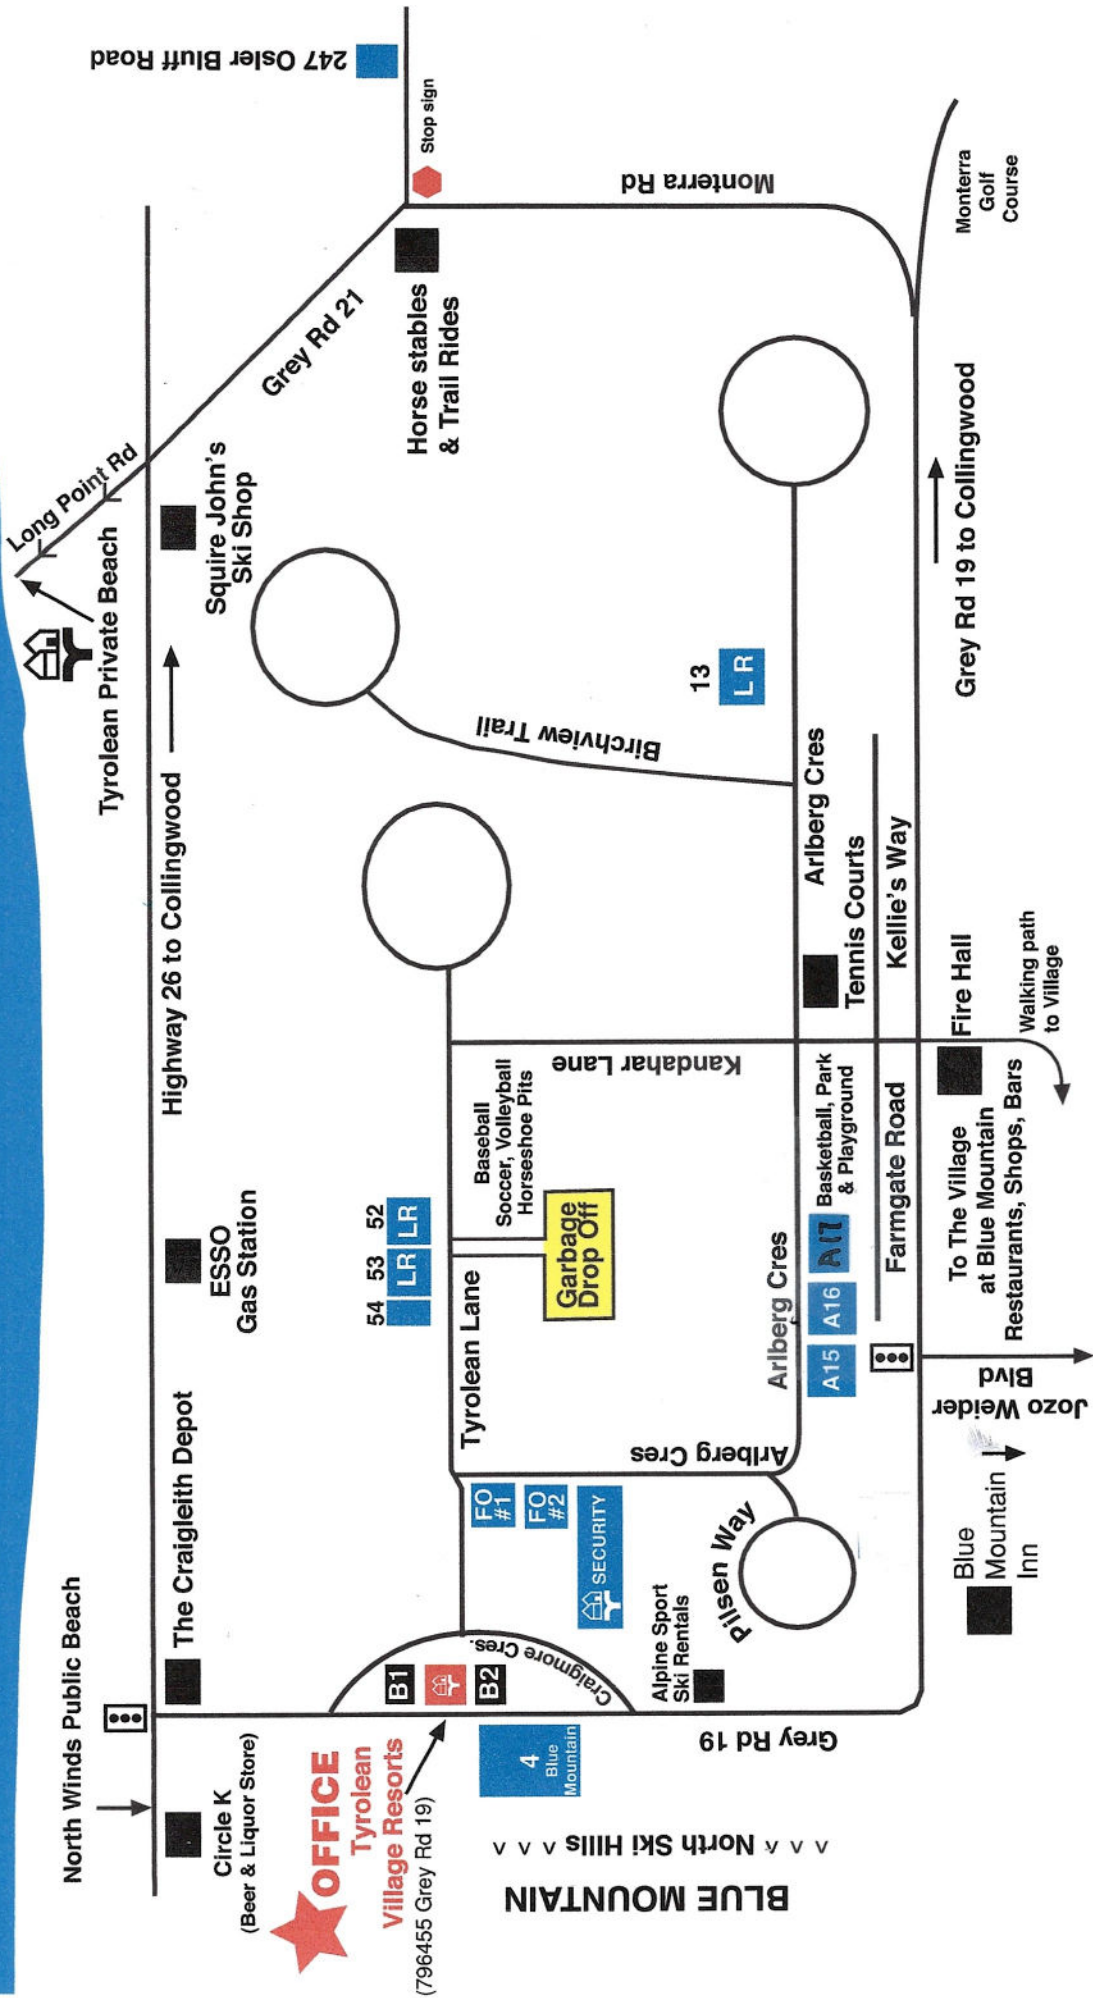 North Winds Public Beach
Tyrolean Private Beach
Long Point Rd
Highway 26 to Collingwood
Circle K
(Beer & Liquor Store)
The Craigleith Depot
ESSO
Gas Station
Squire John's
Ski Shop
Grey Rd 21
247 Osler Bluff Road
Stop sign
OFFICE
Tyrolean
Village Resorts
(796455 Grey Rd 19)
B1
B2
Craigmore Cres.
4
Blue
Mountain
BLUE MOUNTAIN
North Ski Hills
Grey Rd 19
54 53 52
LR LR
Tyrolean Lane
FO
#1
FO
#2
SECURITY
Alpine Sport
Ski Rentals
Pilsen Way
Baseball
Soccer, Volleyball
Horseshoe Pits
Garbage
Drop Off
Kandahar Lane
Birchview Trail
13
L R
Horse stables
& Trail Rides
Monterra Rd
Arlberg Cres
Arlberg Cres
Arlberg Cres
A15 A16 A17
Basketball, Park
& Playground
Tennis Courts
Farmgate Road
Kellie's Way
Blue
Mountain
Inn
Jozo Weider
Blvd
To The Village
at Blue Mountain
Restaurants, Shops, Bars
Fire Hall
Walking path
to Village
Grey Rd 19 to Collingwood
Monterra
Golf
Course